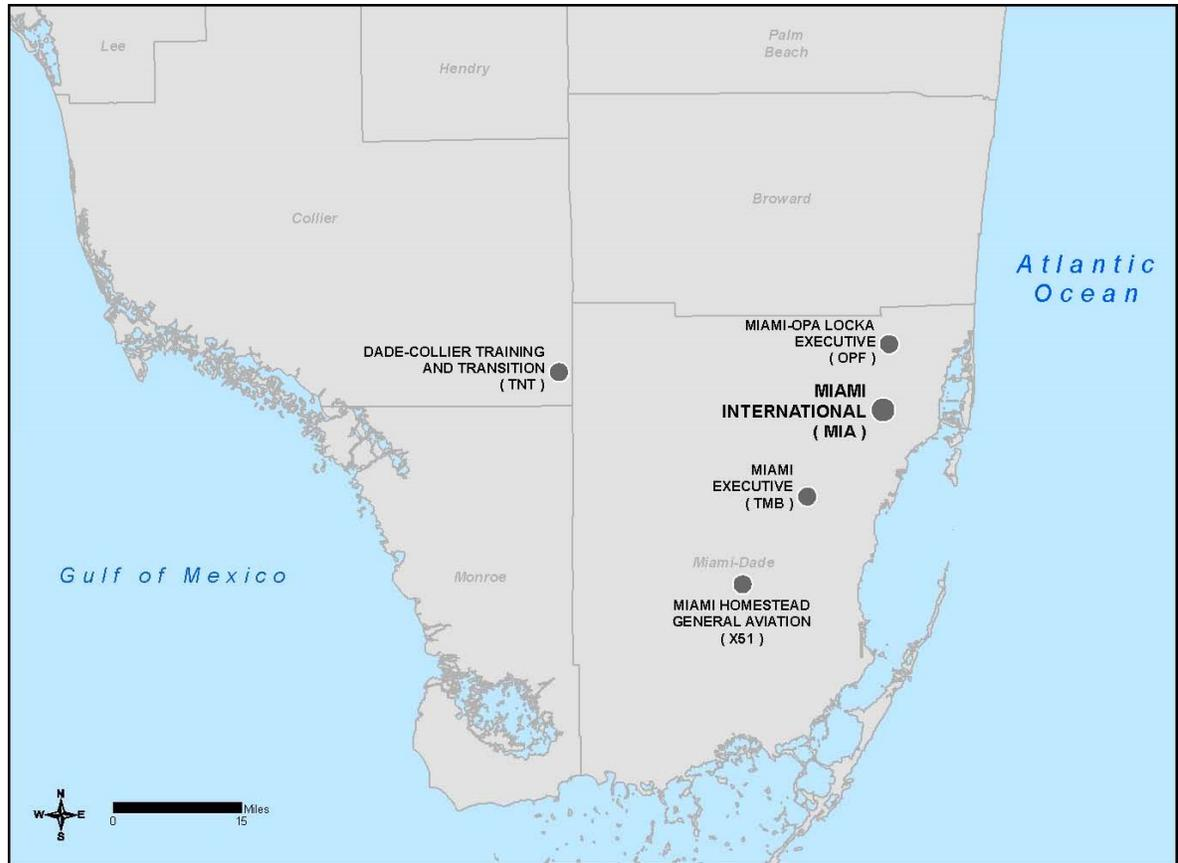 Lee
Hendry
Palm
Beach
Collier
Broward
Atlantic
Ocean
MIAMI-OPA LOCKA
EXECUTIVE
( OPF )
DADE-COLLIER TRAINING
AND TRANSITION
( TNT )
MIAMI
INTERNATIONAL
( MIA )
MIAMI
EXECUTIVE
( TMB )
Gulf of Mexico
Monroe
Miami-Dade
MIAMI HOMESTEAD
GENERAL AVIATION
( X51 )
N
W E
S
Miles
0 15